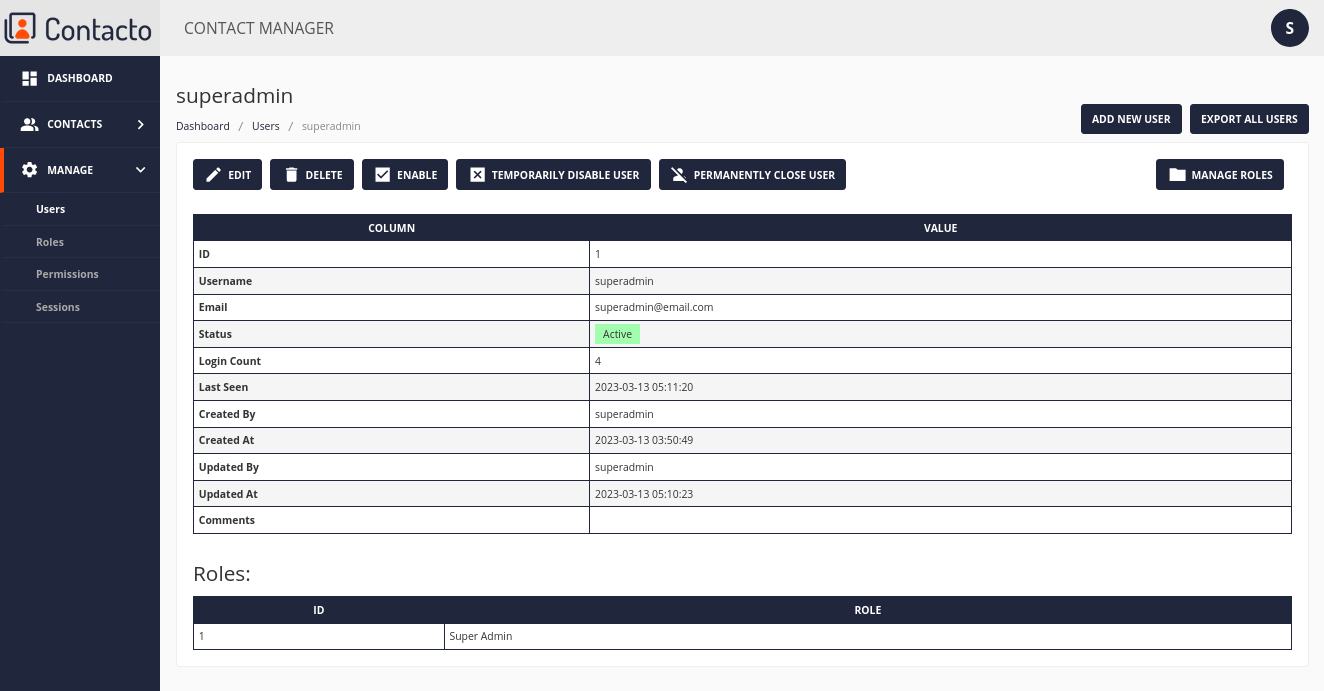 Contacto
CONTACT MANAGER
S
DASHBOARD
CONTACTS
MANAGE
Users
Roles
Permissions
Sessions
superadmin
Dashboard / Users / superadmin
ADD NEW USER
EXPORT ALL USERS
EDIT
DELETE
ENABLE
TEMPORARILY DISABLE USER
PERMANENTLY CLOSE USER
MANAGE ROLES
COLUMN VALUE
ID 1
Username superadmin
Email superadmin@email.com
Status Active
Login Count 4
Last Seen 2023-03-13 05:11:20
Created By superadmin
Created At 2023-03-13 03:50:49
Updated By superadmin
Updated At 2023-03-13 05:10:23
Comments
Roles:
ID ROLE
1 Super Admin